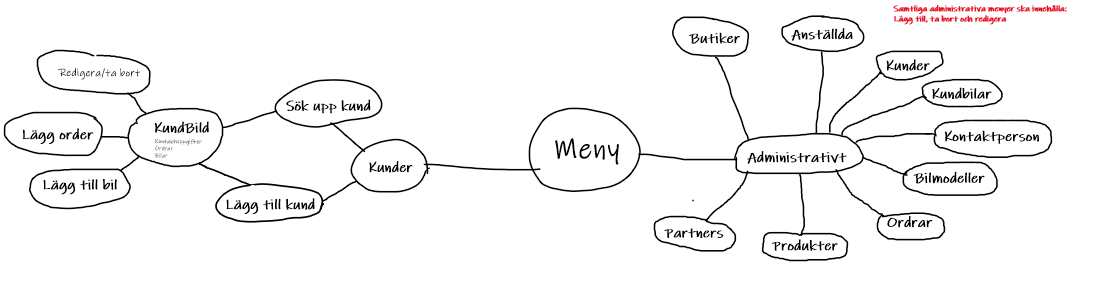 Samtliga administrativa menyer ska innehålla:
Lägg till, ta bort och redigera
Butiker
Anställda
Kunder
Kundbilar
Kontaktperson
Bilmodeller
Ordrar
Produkter
Partners
Administrativt
Meny
Kunder
Sök upp kund
Lägg till kund
KundBild
Kontaktuppgifter
Ordrar
Bilar
Redigera/ta bort
Lägg order
Lägg till bil